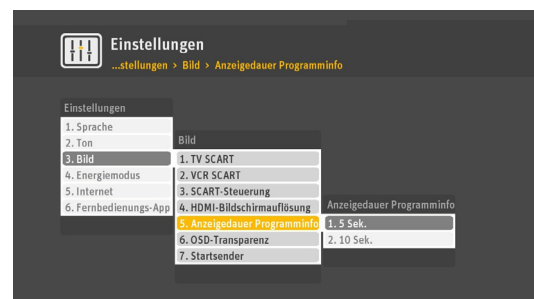 Einstellungen
...stellungen > Bild > Anzeigedauer Programminfo
Einstellungen
1. Sprache
2. Ton
3. Bild
4. Energiemodus
5. Internet
6. Fernbedienungs-App
Bild
1. TV SCART
2. VCR SCART
3. SCART-Steuerung
4. HDMI-Bildschirmauflösung
5. Anzeigedauer Programminfo
6. OSD-Transparenz
7. Startsender
Anzeigedauer Programminfo
1. 5 Sek.
2. 10 Sek.